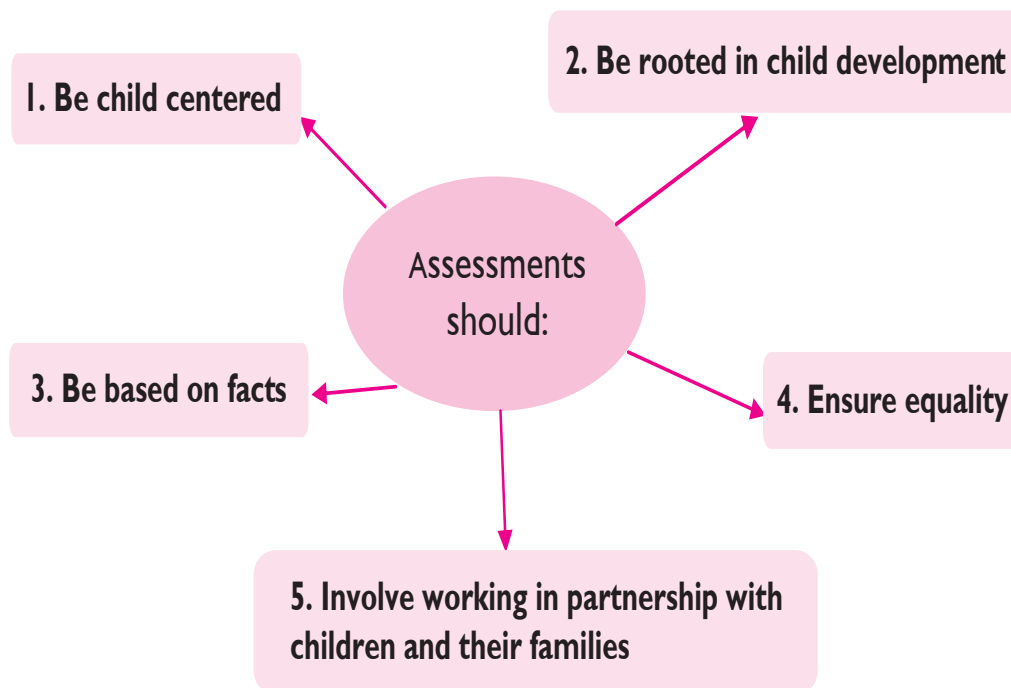 1. Be child centered
2. Be rooted in child development
Assessments
should:
3. Be based on facts
4. Ensure equality
5. Involve working in partnership with
children and their families